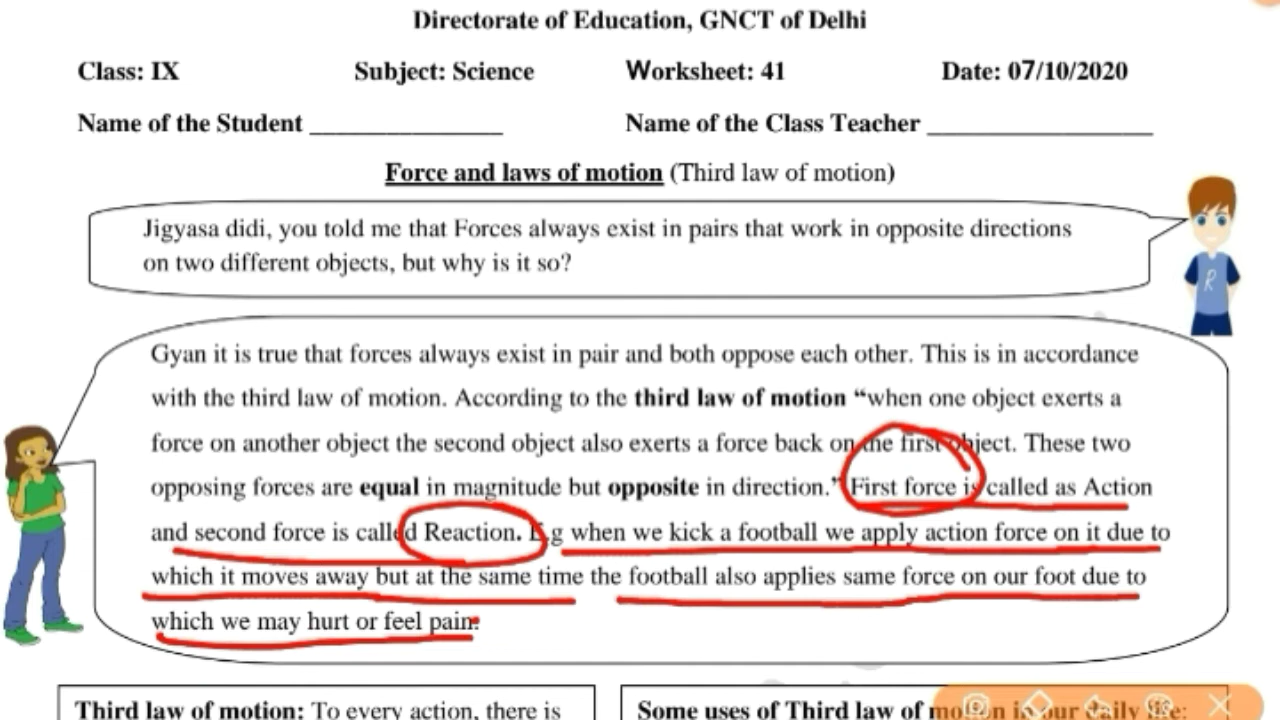 Directorate of Education, GNCT of Delhi
Class: IX Subject: Science Worksheet: 41 Date: 07/10/2020
Name of the Student _______________ Name of the Class Teacher _________________
Force and laws of motion (Third law of motion)
Jigyasa didi, you told me that Forces always exist in pairs that work in opposite directions
on two different objects, but why is it so?
R
Gyan it is true that forces always exist in pair and both oppose each other. This is in accordance
with the third law of motion. According to the third law of motion “when one object exerts a
force on another object the second object also exerts a force back on the first object. These two
opposing forces are equal in magnitude but opposite in direction.” First force is called as Action
and second force is called Reaction. E.g when we kick a football we apply action force on it due to
which it moves away but at the same time the football also applies same force on our foot due to
which we may hurt or feel pain.
Third law of motion: To every action, there is
Some uses of Third law of motion in our daily life: